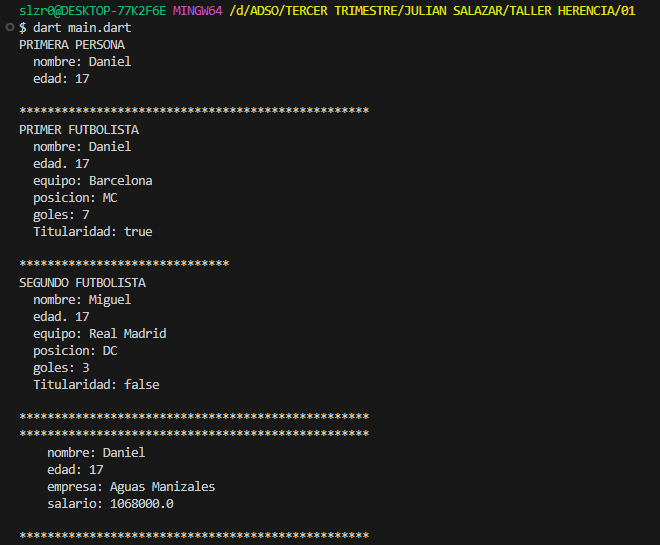 slzr0@DESKTOP-77K2F6E MINGW64 /d/ADSO/TERCER TRIMESTRE/JULIAN SALAZAR/TALLER HERENCIA/01
$ dart main.dart
PRIMERA PERSONA
nombre: Daniel
edad: 17
**************************************************
PRIMER FUTBOLISTA
nombre: Daniel
edad. 17
equipo: Barcelona
posicion: MC
goles: 7
Titularidad: true
******************************
SEGUNDO FUTBOLISTA
nombre: Miguel
edad. 17
equipo: Real Madrid
posicion: DC
goles: 3
Titularidad: false
**************************************************
**************************************************
nombre: Daniel
edad: 17
empresa: Aguas Manizales
salario: 1068000.0
**************************************************